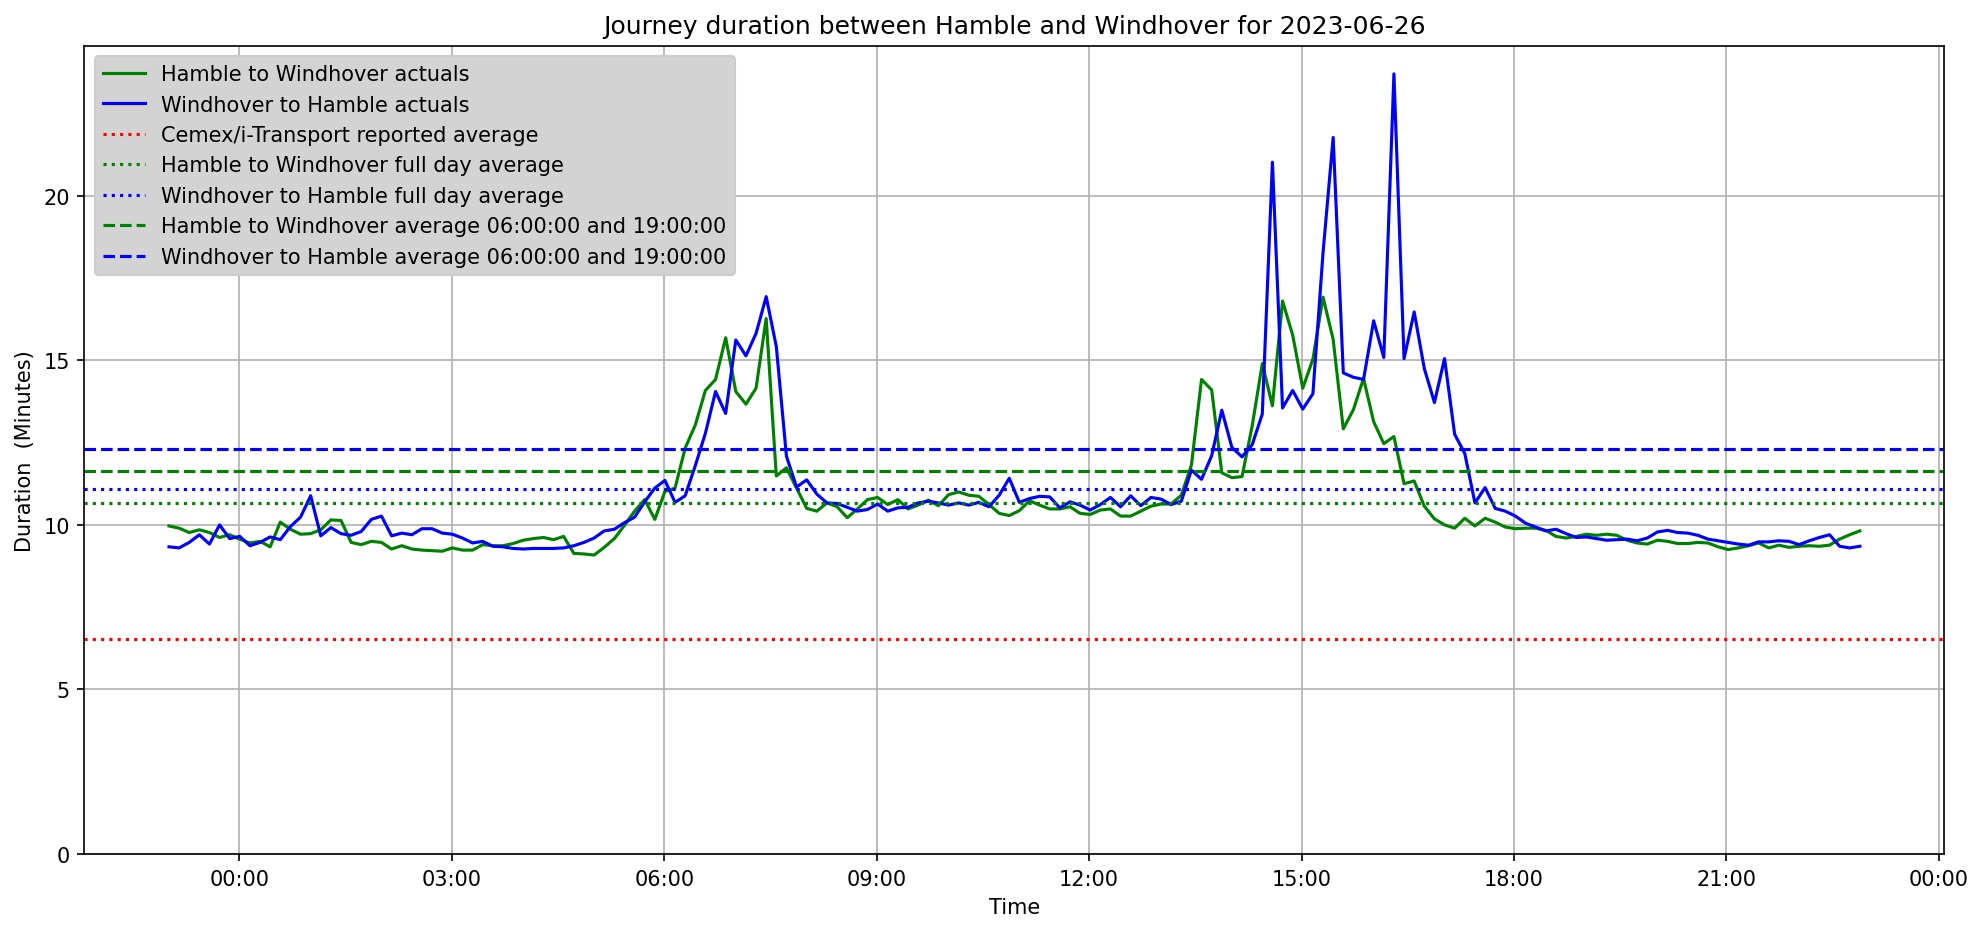 Journey duration between Hamble and Windhover for 2023-06-26
Hamble to Windhover actuals
Windhover to Hamble actuals
Cemex/i-Transport reported average
Hamble to Windhover full day average
Windhover to Hamble full day average
Hamble to Windhover average 06:00:00 and 19:00:00
Windhover to Hamble average 06:00:00 and 19:00:00
Duration (Minutes)
20
15
10
5
0
00:00 03:00 06:00 09:00 12:00 15:00 18:00 21:00 00:00
Time